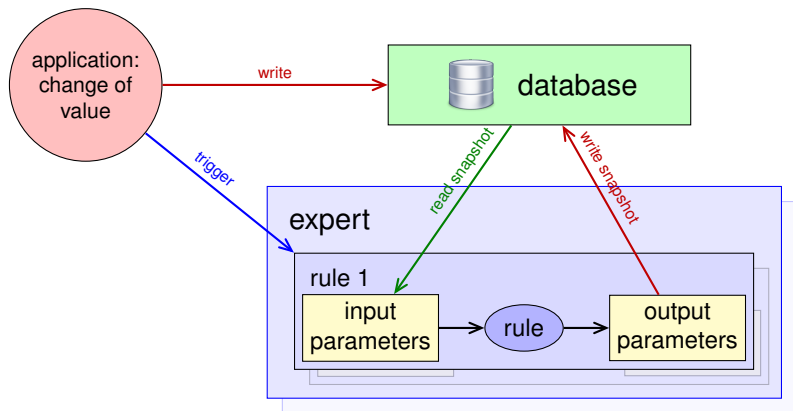 application:
change of
value
write
database
trigger
read snapshot
write snapshot
expert
rule 1
input
parameters
rule
output
parameters